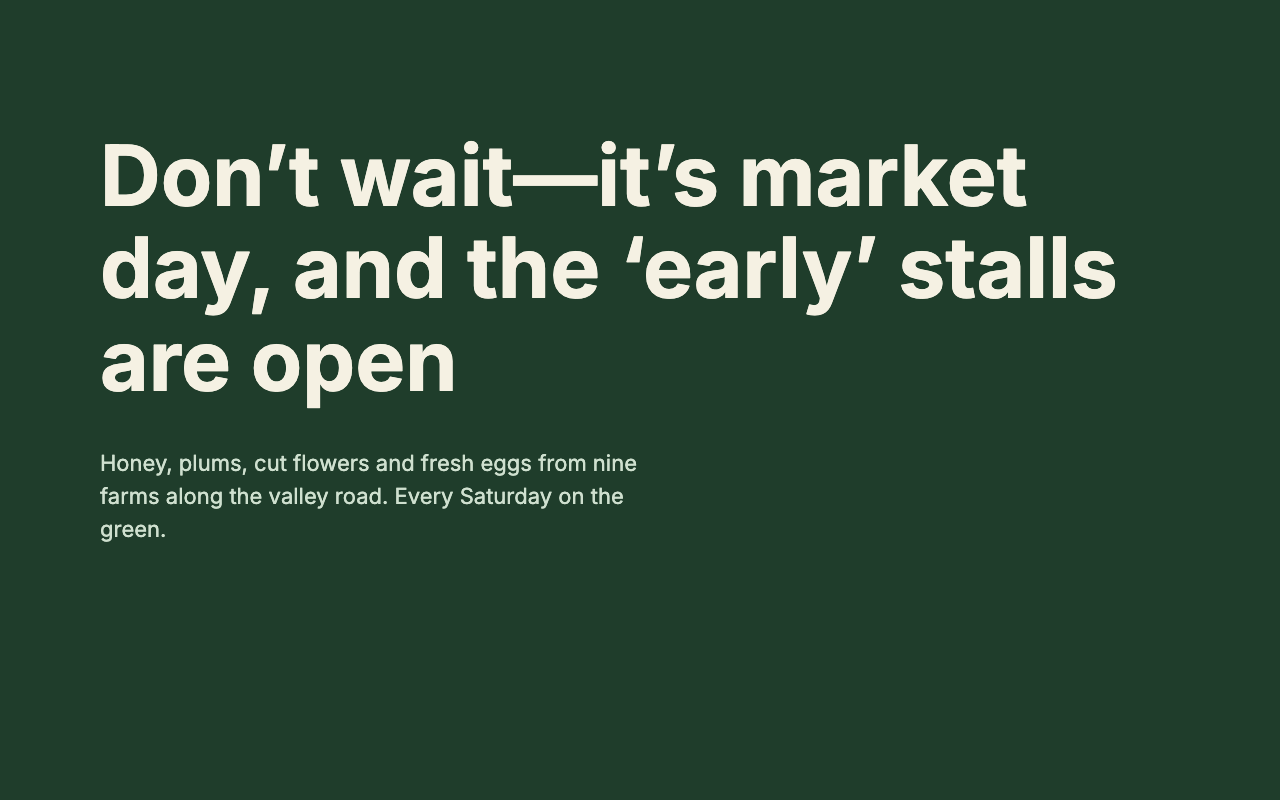 Don’t wait—it’s market
day, and the ‘early’ stalls
are open
Honey, plums, cut flowers and fresh eggs from nine
farms along the valley road. Every Saturday on the
green.